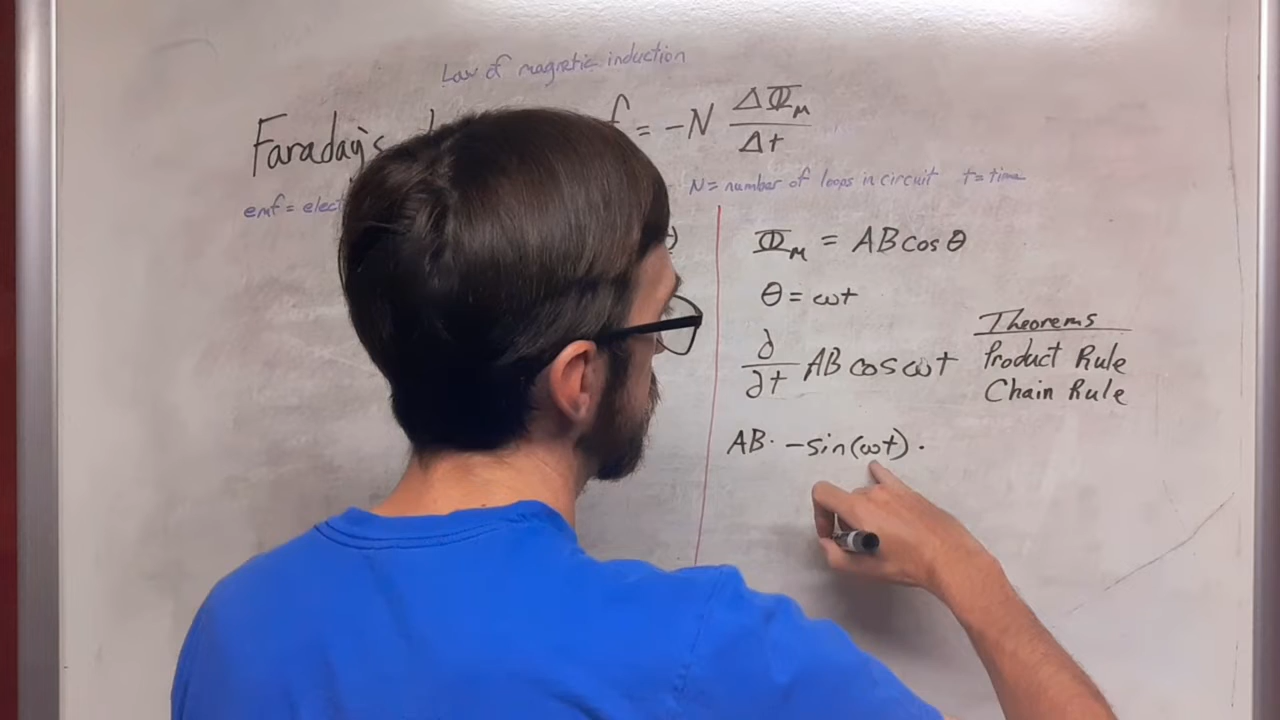 Law of magnetic induction
Faraday's = -N ΔΦ_M / Δt
N = number of loops in circuit t = time
emf =
Φ_M = AB cos θ
θ = ωt
∂/∂t AB cos ωt
Theorems
Product Rule
Chain Rule
AB · -sin(ωt) ·